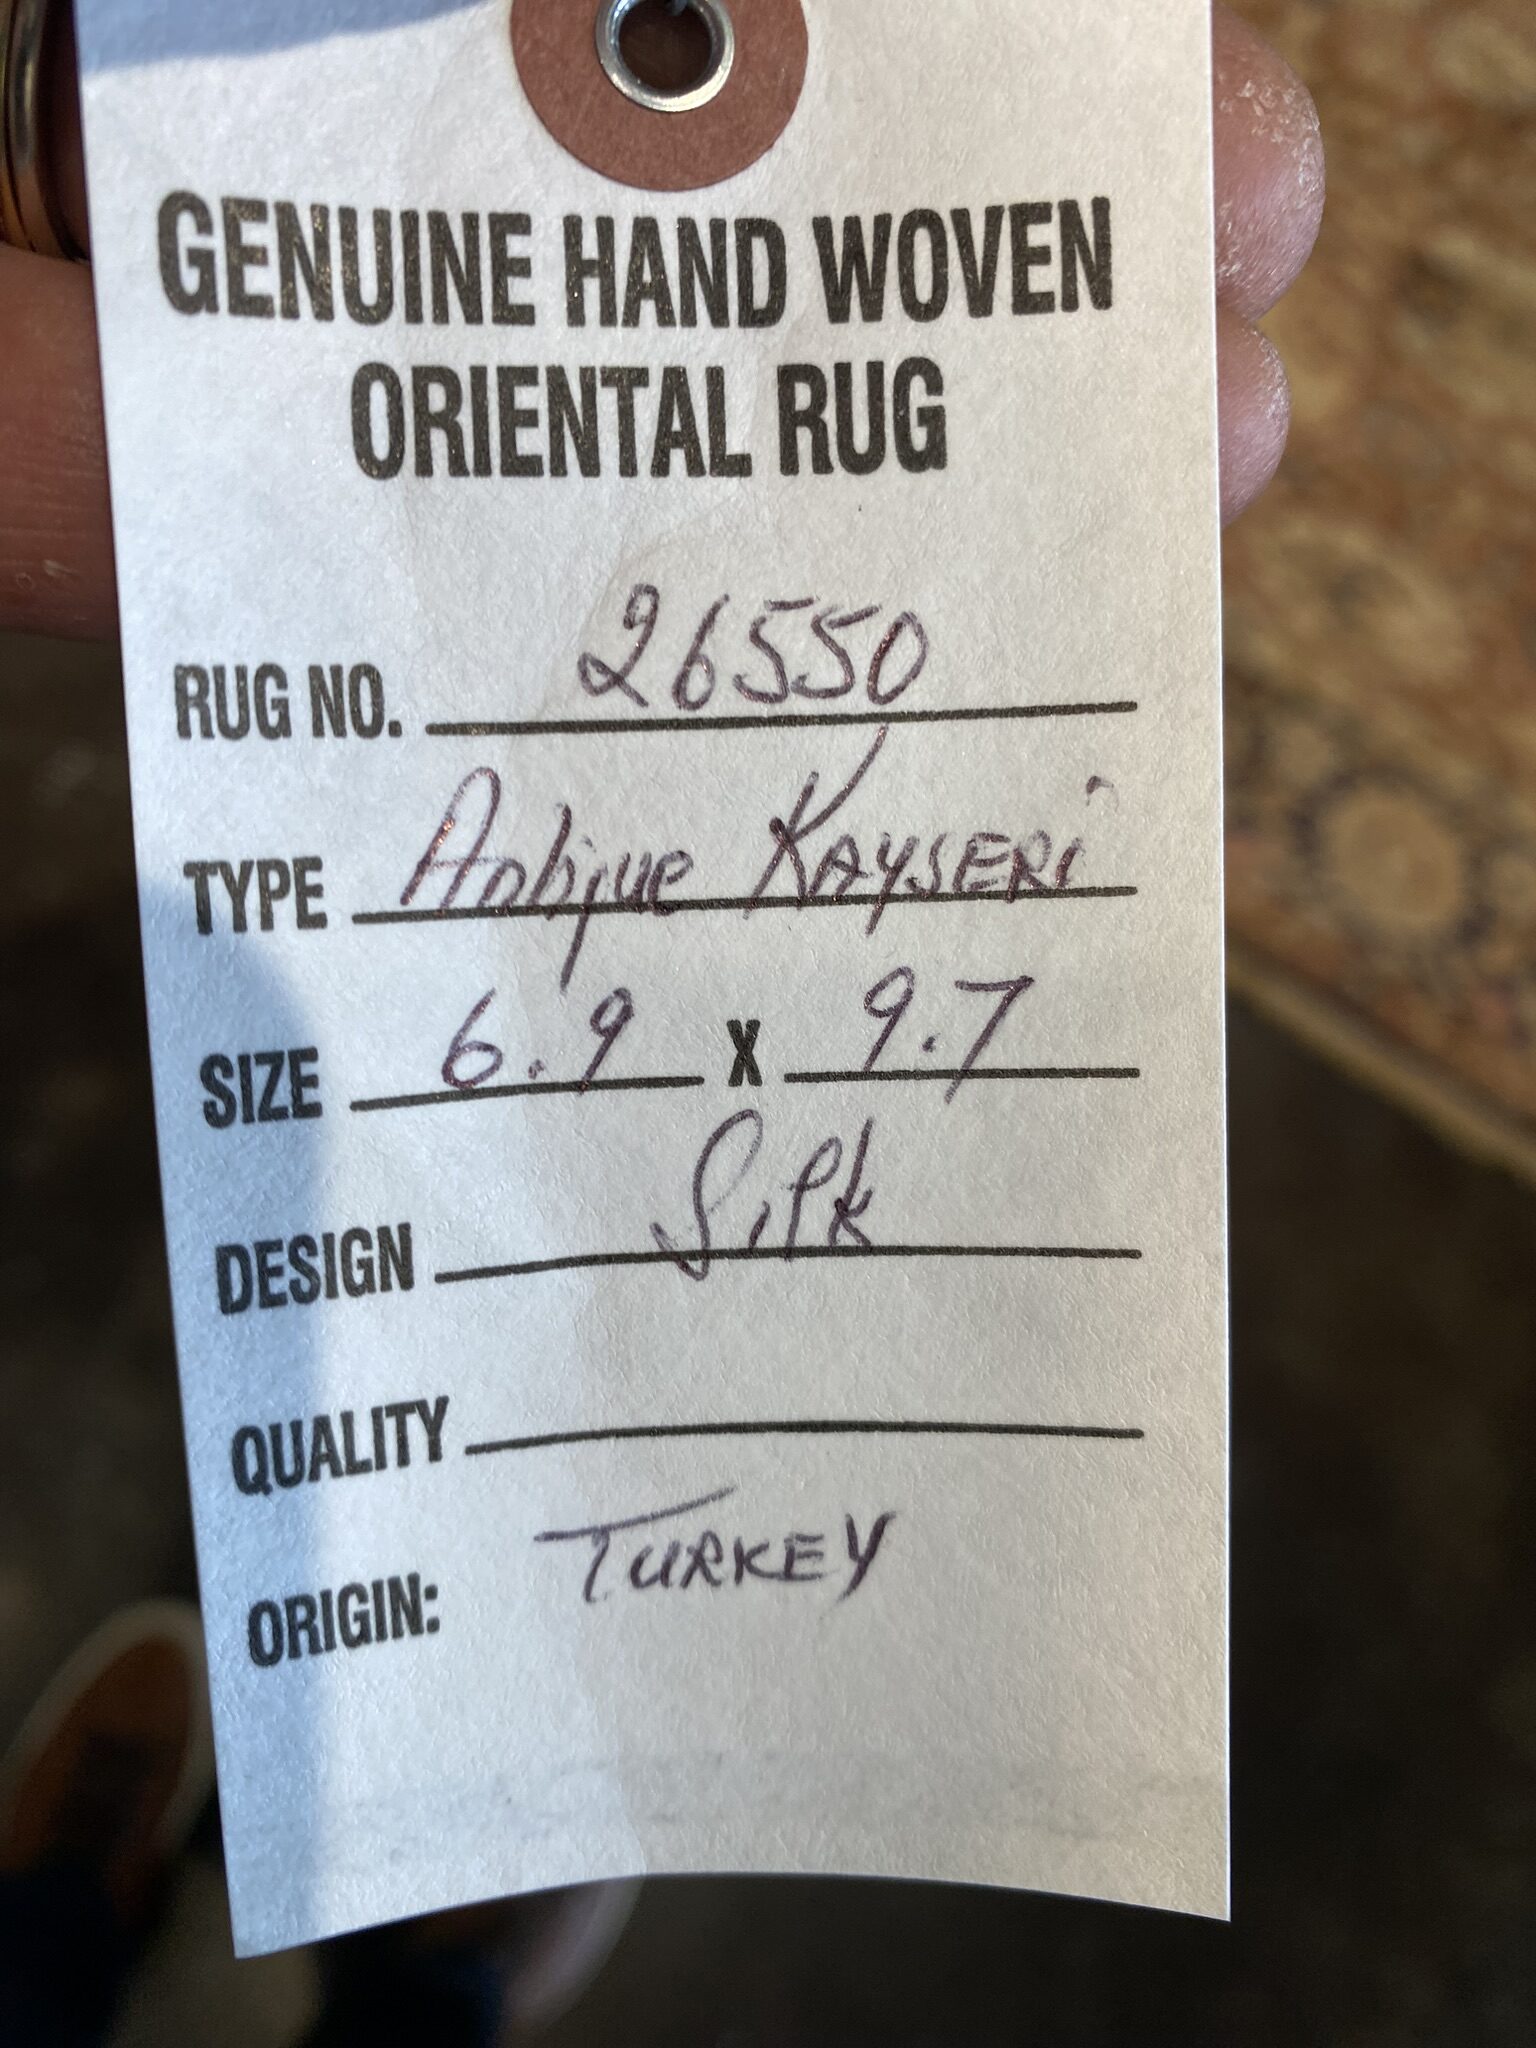 GENUINE HAND WOVEN
ORIENTAL RUG
RUG NO. 26550
TYPE Antique KAYSERi
SIZE 6.9 X 9.7
DESIGN Silk
QUALITY
ORIGIN: TURKEY